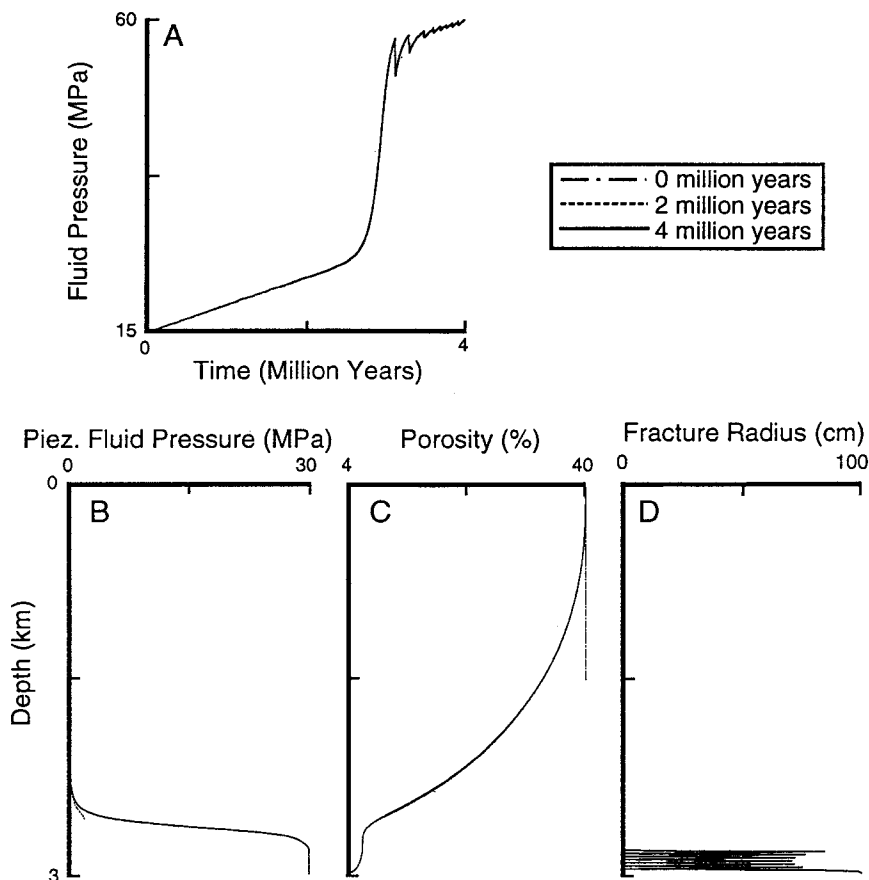 60
A
Fluid Pressure (MPa)
15
0
4
Time (Million Years)
0 million years
2 million years
4 million years
Piez. Fluid Pressure (MPa)
0
30
Porosity (%)
4
40
Fracture Radius (cm)
0
100
0
B
C
D
Depth (km)
3